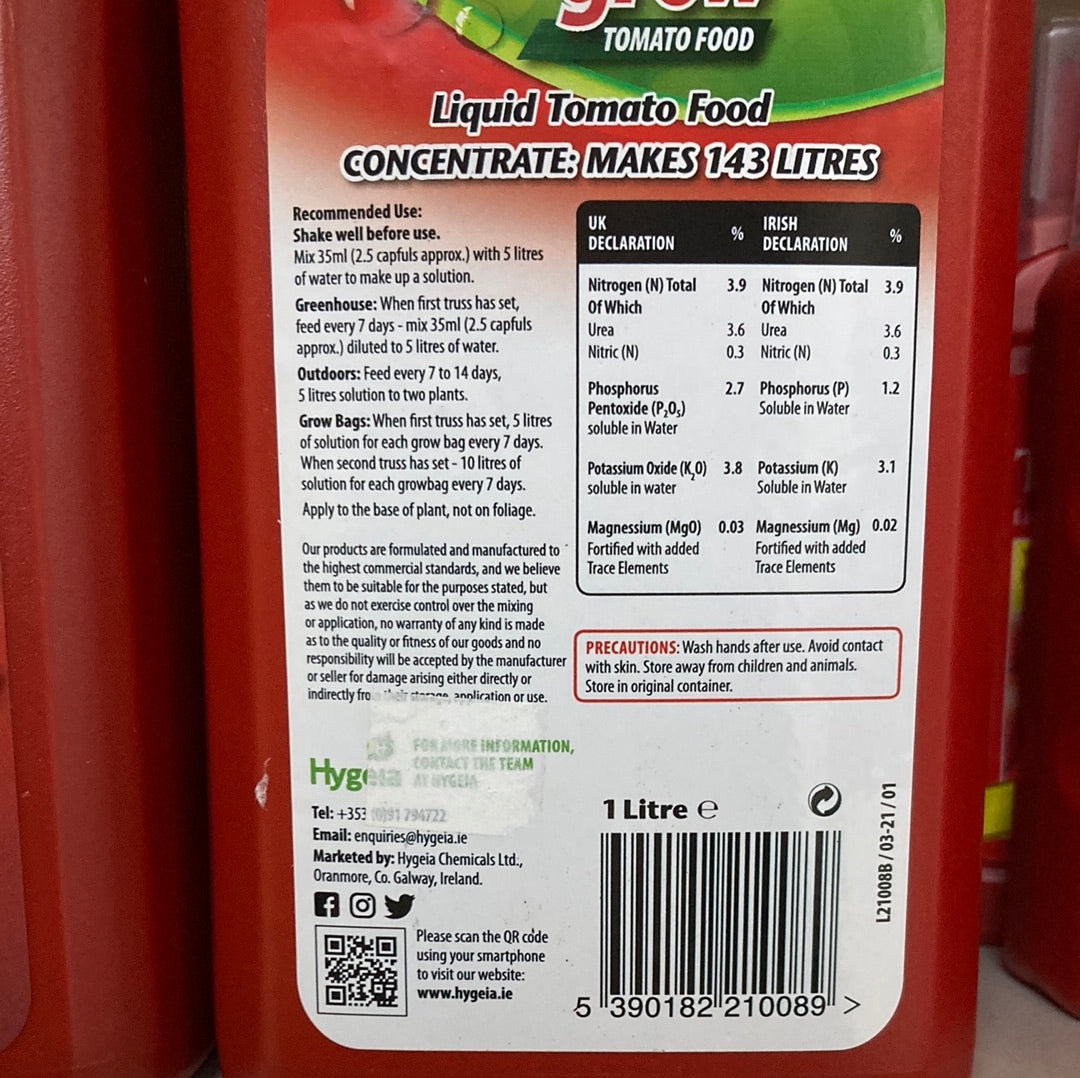 grow
TOMATO FOOD
Liquid Tomato Food
CONCENTRATE: MAKES 143 LITRES
Recommended Use:
Shake well before use.
Mix 35ml (2.5 capfuls approx.) with 5 litres
of water to make up a solution.
Greenhouse: When first truss has set,
feed every 7 days - mix 35ml (2.5 capfuls
approx.) diluted to 5 litres of water.
Outdoors: Feed every 7 to 14 days,
5 litres solution to two plants.
Grow Bags: When first truss has set, 5 litres
of solution for each grow bag every 7 days.
When second truss has set - 10 litres of
solution for each growbag every 7 days.
Apply to the base of plant, not on foliage.
Our products are formulated and manufactured to
the highest commercial standards, and we believe
them to be suitable for the purposes stated, but
as we do not exercise control over the mixing
or application, no warranty of any kind is made
as to the quality or fitness of our goods and no
responsibility will be accepted by the manufacturer
or seller for damage arising either directly or
indirectly from their storage, application or use.
Hygeia
FOR MORE INFORMATION,
CONTACT THE TEAM
AT HYGEIA
Tel: +353 (0)91 794722
Email: enquiries@hygeia.ie
Marketed by: Hygeia Chemicals Ltd.,
Oranmore, Co. Galway, Ireland.
Please scan the QR code
using your smartphone
to visit our website:
www.hygeia.ie
UK DECLARATION % IRISH DECLARATION %
Nitrogen (N) Total 3.9 Nitrogen (N) Total 3.9
Of Which Of Which
Urea 3.6 Urea 3.6
Nitric (N) 0.3 Nitric (N) 0.3
Phosphorus 2.7 Phosphorus (P) 1.2
Pentoxide (P₂O₅) Soluble in Water
soluble in Water
Potassium Oxide (K₂O) 3.8 Potassium (K) 3.1
soluble in water Soluble in Water
Magnessium (MgO) 0.03 Magnessium (Mg) 0.02
Fortified with added Fortified with added
Trace Elements Trace Elements
PRECAUTIONS: Wash hands after use. Avoid contact
with skin. Store away from children and animals.
Store in original container.
1 Litre ℮
L21008B / 03-21 / 01
5 390182 210089 >